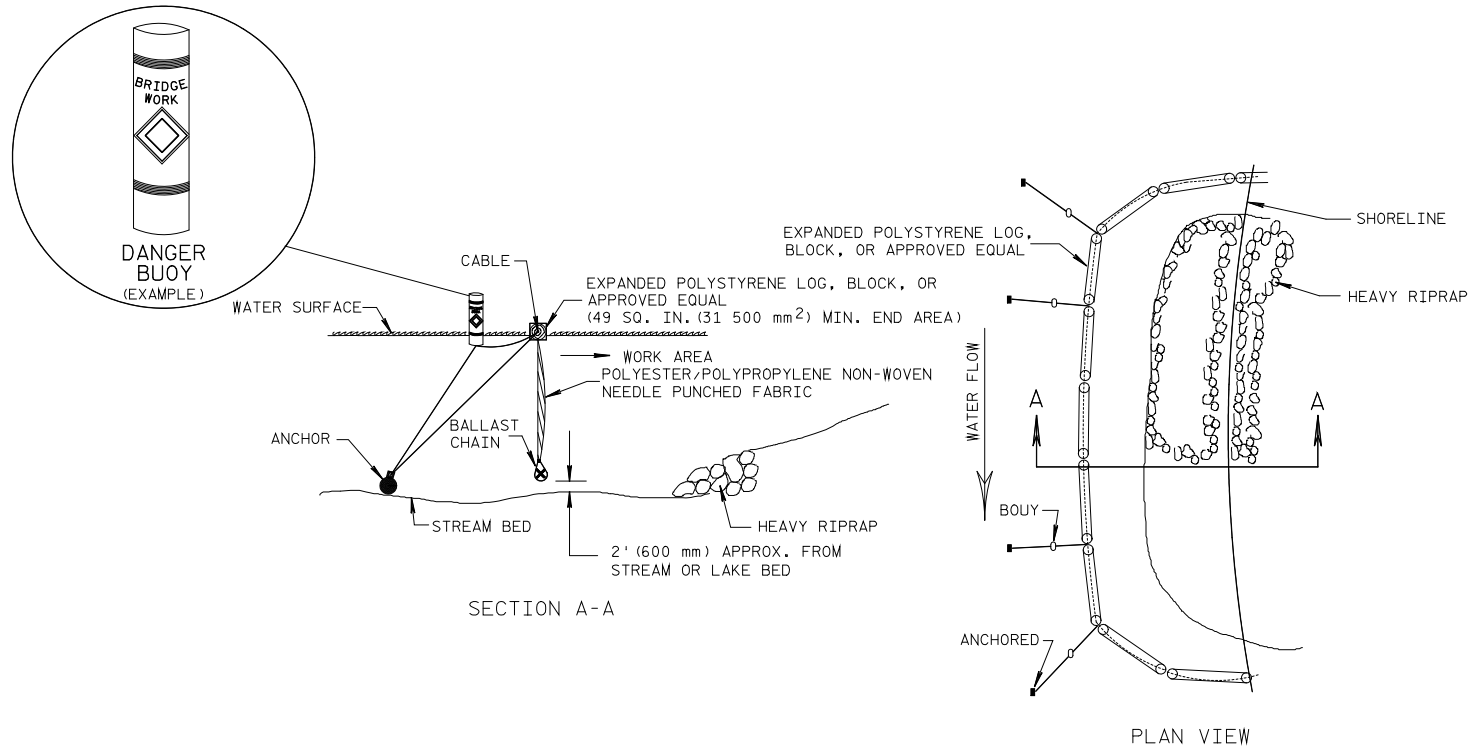 BRIDGE
WORK
DANGER
BUOY
(EXAMPLE)
CABLE
WATER SURFACE
EXPANDED POLYSTYRENE LOG, BLOCK, OR
APPROVED EQUAL
(49 SQ. IN. (31 500 mm²) MIN. END AREA)
WORK AREA
POLYESTER/POLYPROPYLENE NON-WOVEN
NEEDLE PUNCHED FABRIC
ANCHOR
BALLAST
CHAIN
STREAM BED
HEAVY RIPRAP
2' (600 mm) APPROX. FROM
STREAM OR LAKE BED
SECTION A-A
EXPANDED POLYSTYRENE LOG,
BLOCK, OR APPROVED EQUAL
SHORELINE
HEAVY RIPRAP
WATER FLOW
A
A
BOUY
ANCHORED
PLAN VIEW